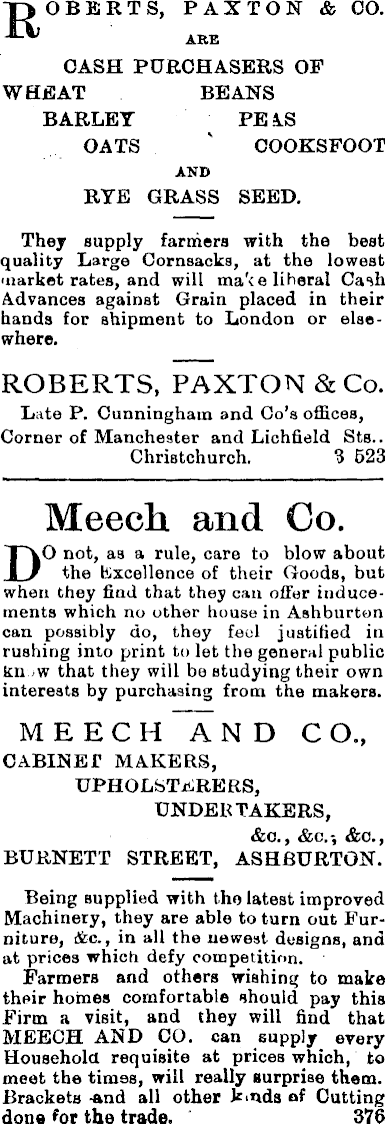 ROBERTS, PAXTON & CO.
ARE
CASH PURCHASERS OF
WHEAT BEANS
BARLEY PEAS
OATS COOKSFOOT
AND
RYE GRASS SEED.
They supply farmers with the best
quality Large Cornsacks, at the lowest
market rates, and will make liberal Cash
Advances against Grain placed in their
hands for shipment to London or else-
where.
ROBERTS, PAXTON & Co.
Late P. Cunningham and Co's offices,
Corner of Manchester and Lichfield Sts..
Christchurch. 3 523
Meech and Co.
DO not, as a rule, care to blow about
the Excellence of their Goods, but
when they find that they can offer induce-
ments which no other house in Ashburton
can possibly do, they feel justified in
rushing into print to let the general public
know that they will be studying their own
interests by purchasing from the makers.
MEECH AND CO.,
CABINET MAKERS,
UPHOLSTERERS,
UNDERTAKERS,
&c., &c., &c.,
BURNETT STREET, ASHBURTON.
Being supplied with the latest improved
Machinery, they are able to turn out Fur-
niture, &c., in all the newest designs, and
at prices which defy competition.
Farmers and others wishing to make
their homes comfortable should pay this
Firm a visit, and they will find that
MEECH AND CO. can supply every
Household requisite at prices which, to
meet the times, will really surprise them.
Brackets and all other kinds of Cutting
done for the trade. 376